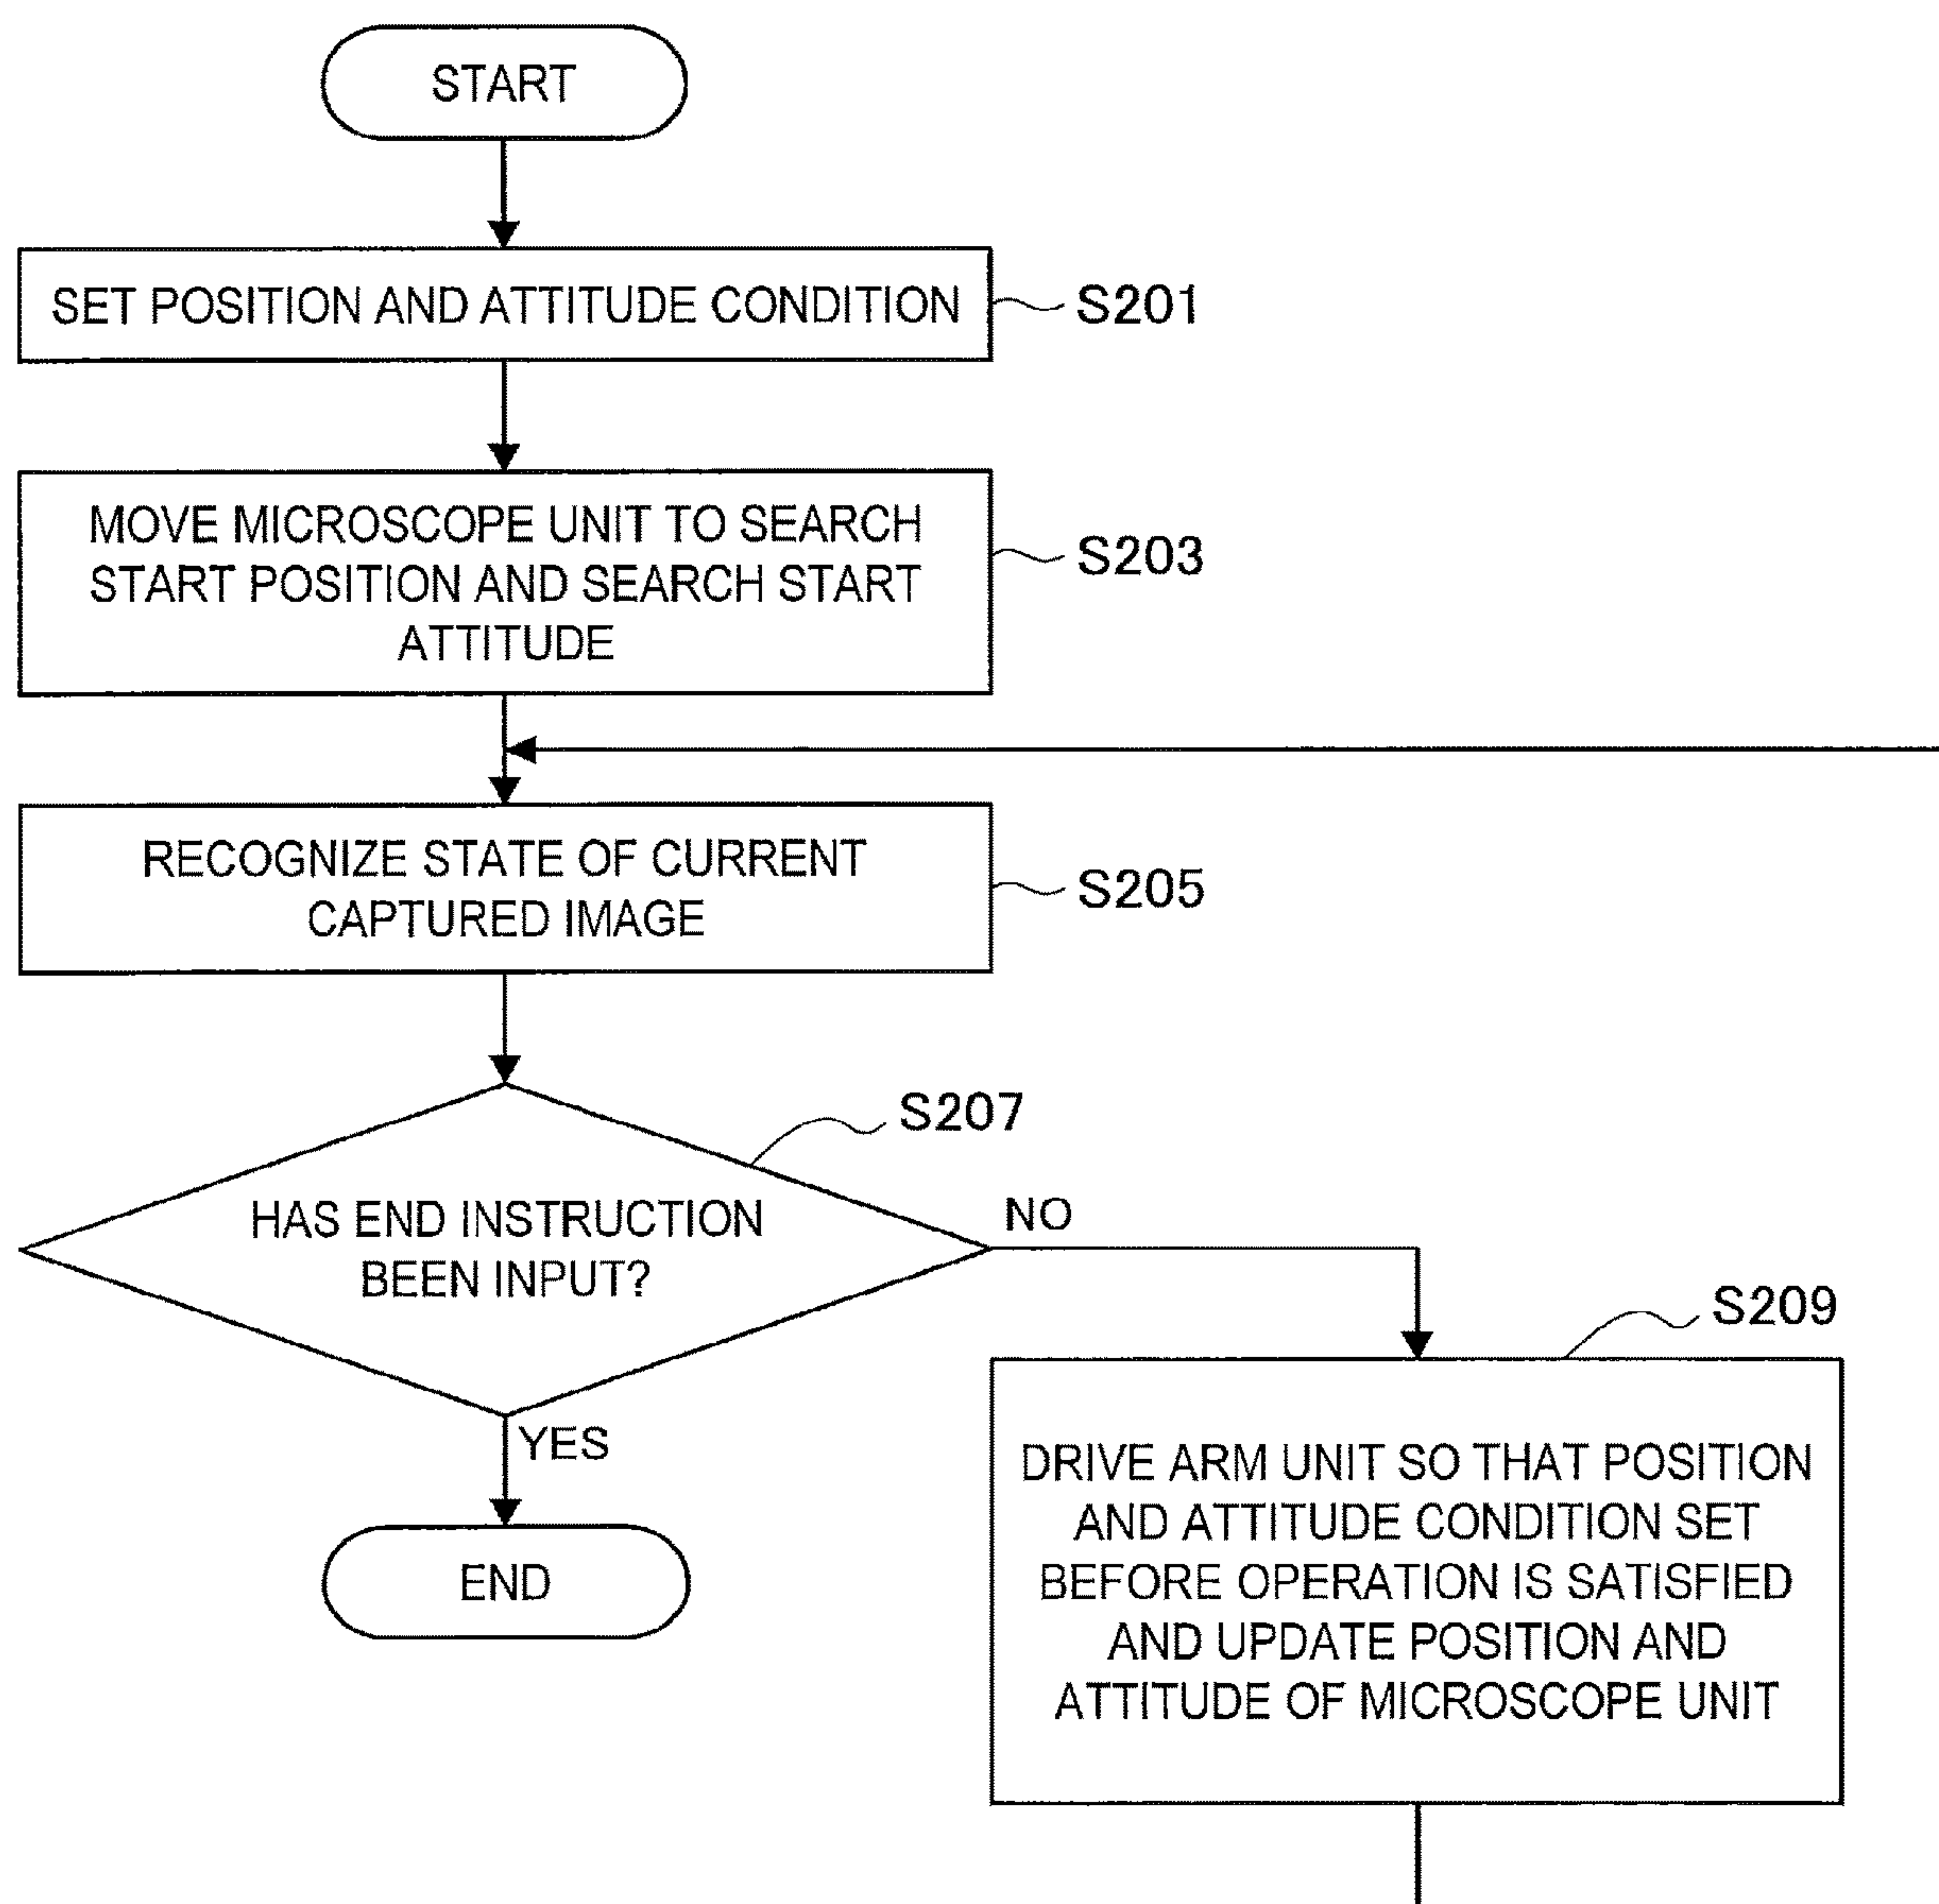 START
SET POSITION AND ATTITUDE CONDITION
S201
MOVE MICROSCOPE UNIT TO SEARCH
START POSITION AND SEARCH START
ATTITUDE
S203
RECOGNIZE STATE OF CURRENT
CAPTURED IMAGE
S205
S207
HAS END INSTRUCTION
BEEN INPUT?
NO
YES
END
S209
DRIVE ARM UNIT SO THAT POSITION
AND ATTITUDE CONDITION SET
BEFORE OPERATION IS SATISFIED
AND UPDATE POSITION AND
ATTITUDE OF MICROSCOPE UNIT